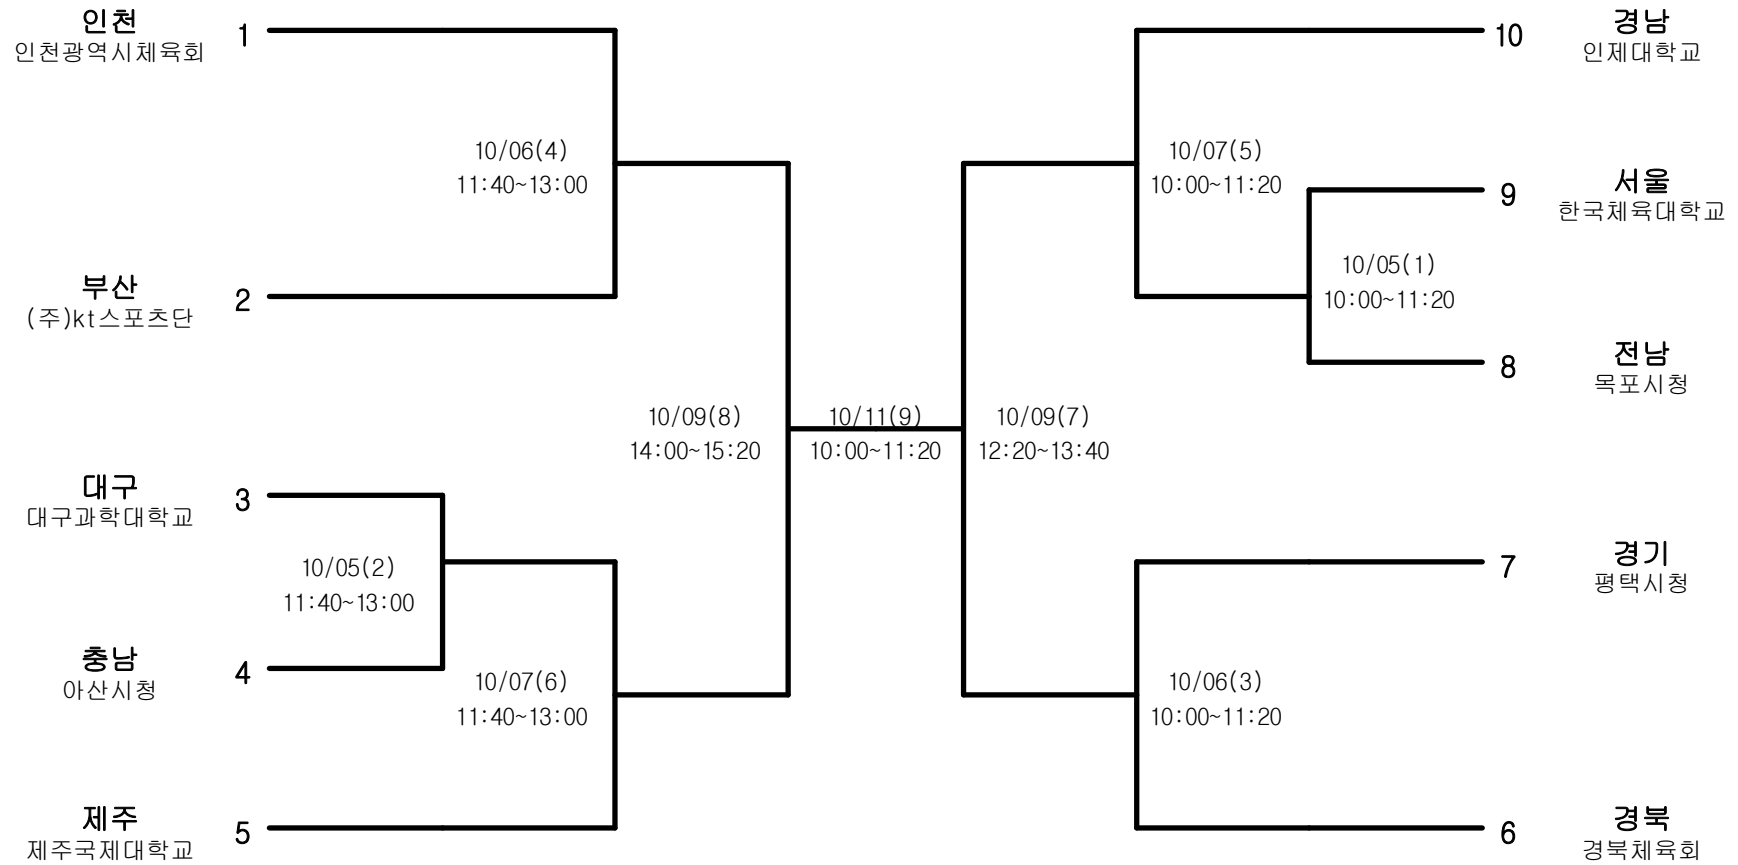 인천
인천광역시체육회
1
10/06(4)
11:40~13:00
부산
(주)kt스포츠단
2
10/09(8)
14:00~15:20
대구
대구과학대학교
3
10/05(2)
11:40~13:00
충남
아산시청
4
10/07(6)
11:40~13:00
제주
제주국제대학교
5
10/11(9)
10:00~11:20
10
경남
인제대학교
10/07(5)
10:00~11:20
9
서울
한국체육대학교
10/05(1)
10:00~11:20
8
전남
목포시청
10/09(7)
12:20~13:40
7
경기
평택시청
10/06(3)
10:00~11:20
6
경북
경북체육회